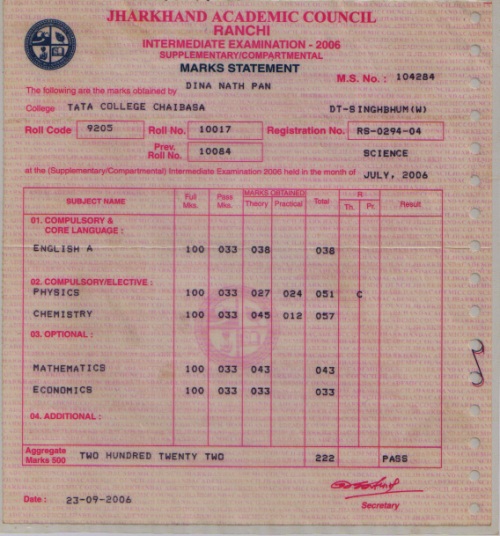 JHARKHAND ACADEMIC COUNCIL
RANCHI
INTERMEDIATE EXAMINATION - 2006
SUPPLEMENTARY/COMPARTMENTAL
MARKS STATEMENT
M.S. No. : 104284
The following are the marks obtained by DINA NATH PAN
College TATA COLLEGE CHAIBASA DT-SINGHBHUM(W)
Roll Code 9205 Roll No. 10017 Registration No. RS-0294-04
Prev. Roll No. 10084 SCIENCE
at the (Supplementary/Compartmental) Intermediate Examination 2006 held in the month of JULY, 2006
SUBJECT NAME Full Mks. Pass Mks. MARKS OBTAINED Theory Practical Total R Th. Pr. Result
01. COMPULSORY &
CORE LANGUAGE :
ENGLISH A 100 033 038 038
02. COMPULSORY/ELECTIVE :
PHYSICS 100 033 027 024 051 C
CHEMISTRY 100 033 045 012 057
03. OPTIONAL :
MATHEMATICS 100 033 043 043
ECONOMICS 100 033 033 033
04. ADDITIONAL :
Aggregate Marks 500 TWO HUNDRED TWENTY TWO 222 PASS
Date : 23-09-2006
Secretary